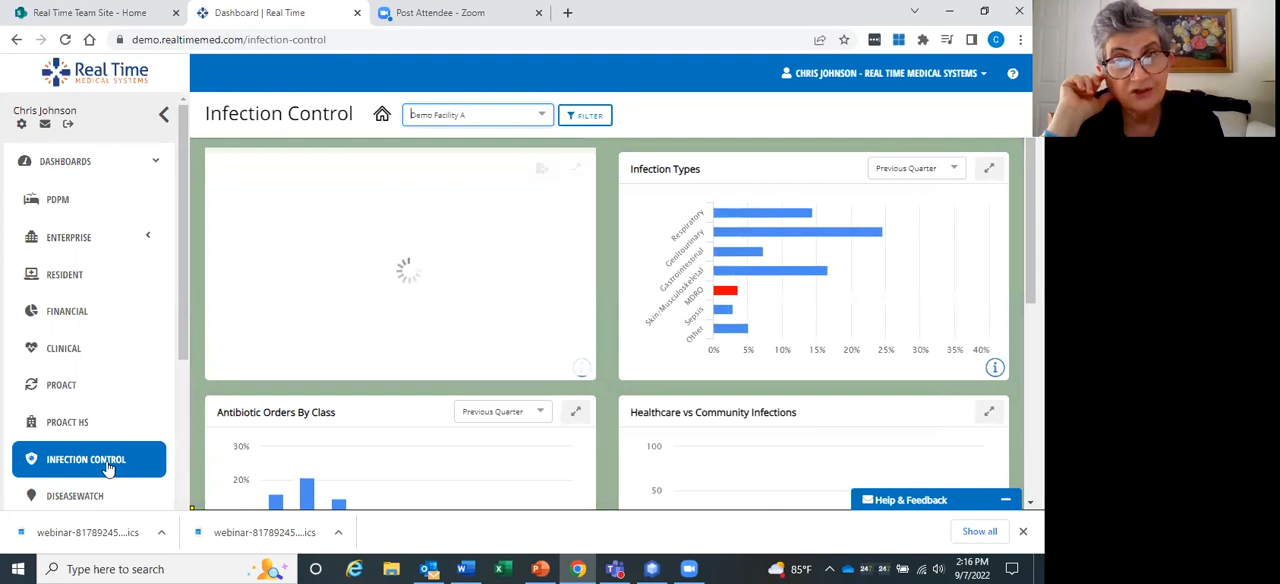 Real Time Team Site - Home
Dashboard | Real Time
Post Attendee - Zoom
demo.realtimemed.com/infection-control
Real Time
MEDICAL SYSTEMS
CHRIS JOHNSON - REAL TIME MEDICAL SYSTEMS
Chris Johnson
Infection Control
Demo Facility A
FILTER
DASHBOARDS
PDPM
ENTERPRISE
RESIDENT
FINANCIAL
CLINICAL
PROACT
PROACT HS
INFECTION CONTROL
DISEASEWATCH
Infection Types
Previous Quarter
Respiratory
Genitourinary
Gastrointestinal
Skin/Musculoskeletal
MDRO
Sepsis
Other
0% 5% 10% 15% 20% 25% 30% 35% 40%
Antibiotic Orders By Class
Previous Quarter
30%
20%
Healthcare vs Community Infections
100
50
Help & Feedback
webinar-81789245....ics
webinar-81789245....ics
Show all
Type here to search
85°F
24/7 24/7
2:16 PM
9/7/2022